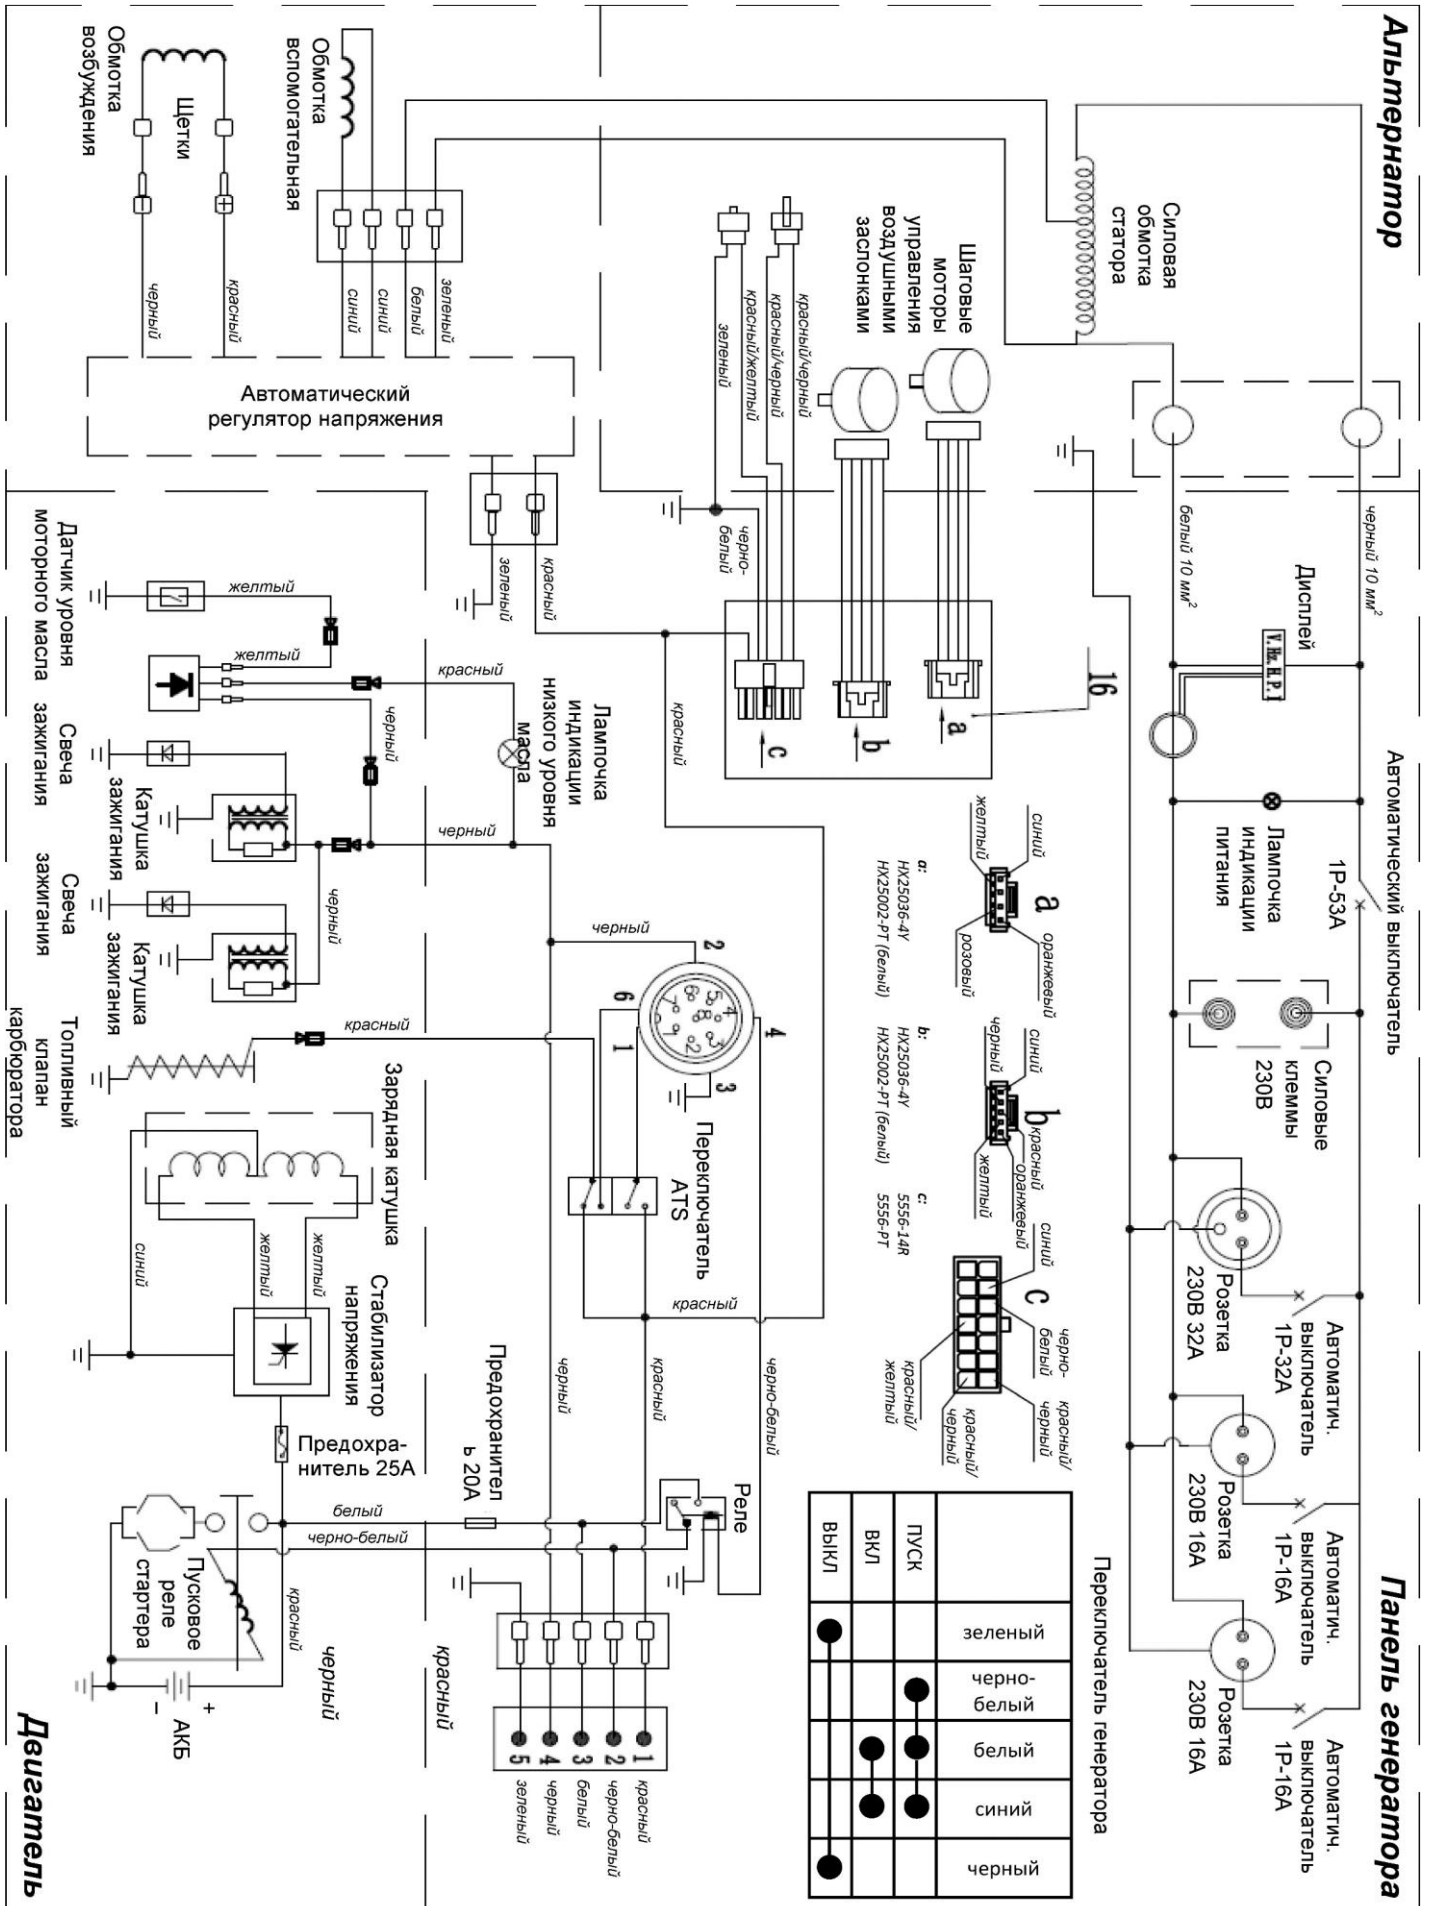 Альтернатор
Силовая
обмотка
статора
Шаговые
моторы
управления
воздушными
заслонками
Обмотка
вспомогательная
Щетки
Обмотка
возбуждения
зеленый
белый
синий
синий
красный
черный
красный/черный
красный/черный
красный/желтый
зеленый
Автоматический
регулятор напряжения
черно-
белый
красный
зеленый
красный
16
a
b
c
Панель генератора
черный 10 мм²
белый 10 мм²
Дисплей
V. Hz. H. P. I
Автоматический выключатель
1P-53A
Лампочка
индикации
питания
Силовые
клеммы
230В
Розетка
230В 32А
Автоматич.
выключатель
1P-32A
Розетка
230В 16А
Автоматич.
выключатель
1P-16A
Розетка
230В 16А
Автоматич.
выключатель
1P-16A
a
синий
желтый
оранжевый
розовый
a:
HX25036-4Y
HX25002-PT (белый)
b
синий
черный
красный
оранжевый
желтый
b:
HX25036-4Y
HX25002-PT (белый)
c
синий
черно-
белый
красный/
черный
красный/
черный
красный/
желтый
c:
5556-14R
5556-PT
Переключатель генератора
зеленый
черно-
белый
белый
синий
черный
ПУСК
ВКЛ
ВЫКЛ
Лампочка
индикации
низкого уровня
масла
красный
черный
черный
2
4
6
1
3
Переключатель
ATS
красный
черно-белый
красный
черный
Реле
Предохранител
ь 20А
белый
черно-белый
1
2
3
4
5
красный
черно-белый
белый
черный
зеленый
красный
черный
Двигатель
Датчик уровня
моторного масла
желтый
желтый
черный
Свеча
зажигания
Катушка
зажигания
черный
Свеча
зажигания
Катушка
зажигания
Топливный
клапан
карбюратора
красный
Зарядная катушка
синий
желтый
желтый
Стабилизатор
напряжения
Предохра-
нитель 25А
Пусковое
реле
стартера
красный
+
−
АКБ